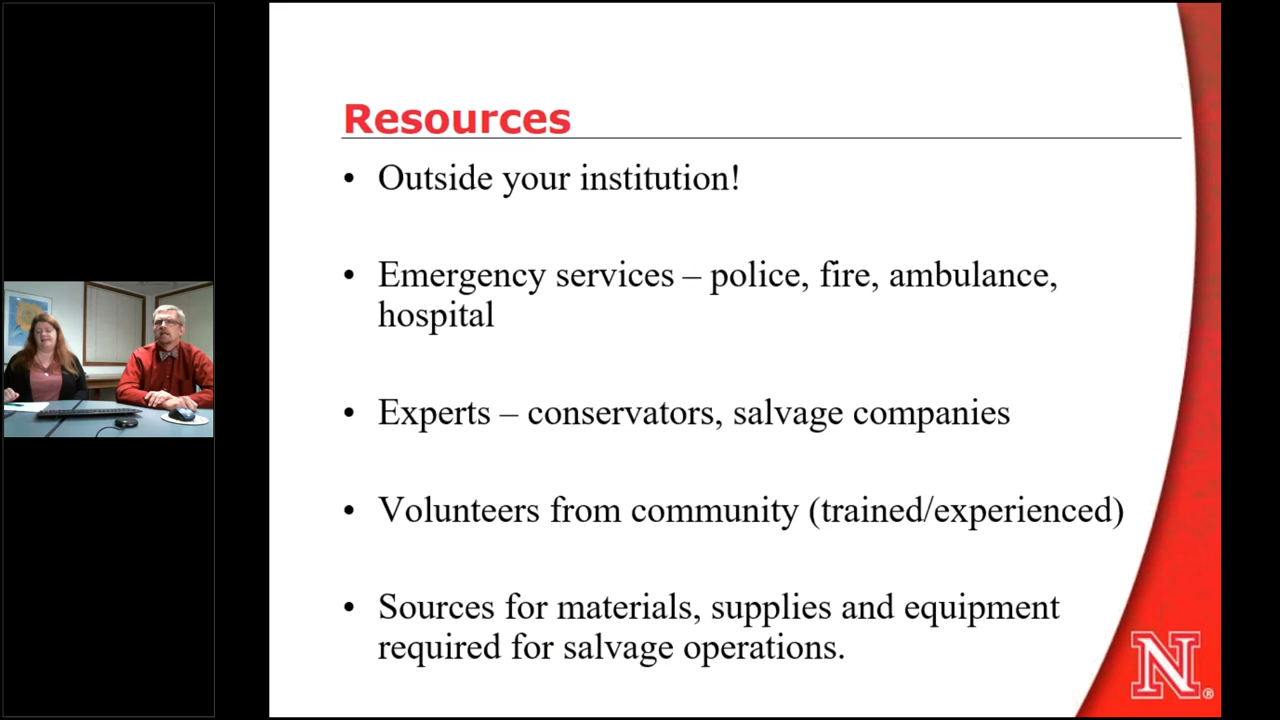 Resources
• Outside your institution!
• Emergency services – police, fire, ambulance,
hospital
• Experts – conservators, salvage companies
• Volunteers from community (trained/experienced)
• Sources for materials, supplies and equipment
required for salvage operations.
N®